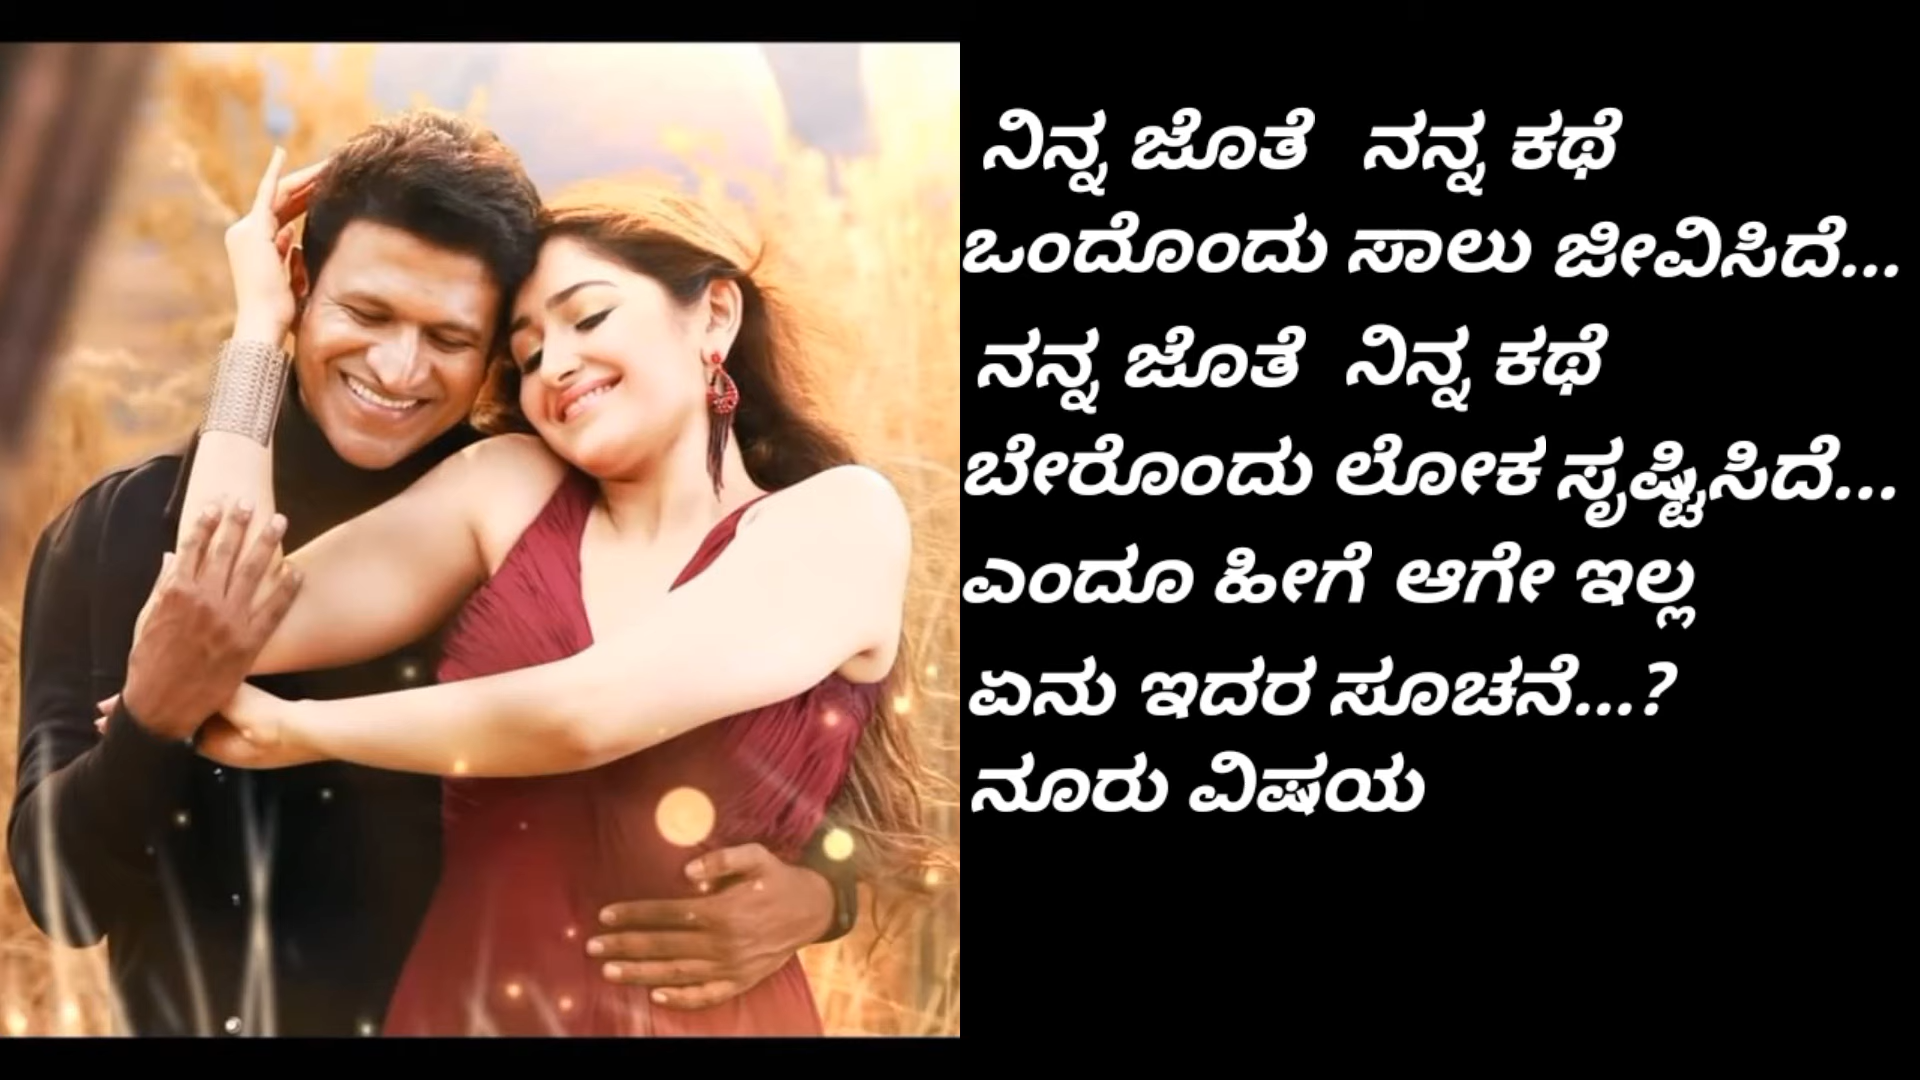 ನಿನ್ನ ಜೊತೆ ನನ್ನ ಕಥೆ
ಒಂದೊಂದು ಸಾಲು ಜೀವಿಸಿದೆ...
ನನ್ನ ಜೊತೆ ನಿನ್ನ ಕಥೆ
ಬೇರೊಂದು ಲೋಕ ಸೃಷ್ಟಿಸಿದೆ...
ಎಂದೂ ಹೀಗೆ ಆಗೇ ಇಲ್ಲ
ಏನು ಇದರ ಸೂಚನೆ...?
ನೂರು ವಿಷಯ